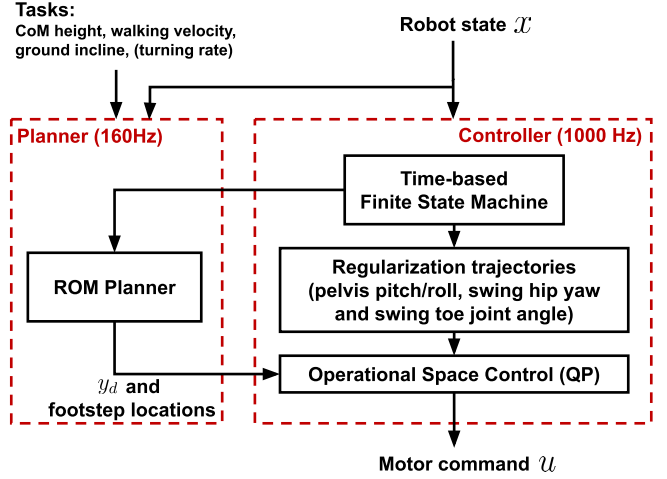 Tasks:
CoM height, walking velocity,
ground incline, (turning rate)
Robot state x
Planner (160Hz)
Controller (1000 Hz)
Time-based
Finite State Machine
ROM Planner
Regularization trajectories
(pelvis pitch/roll, swing hip yaw
and swing toe joint angle)
Operational Space Control (QP)
y_d and
footstep locations
Motor command u